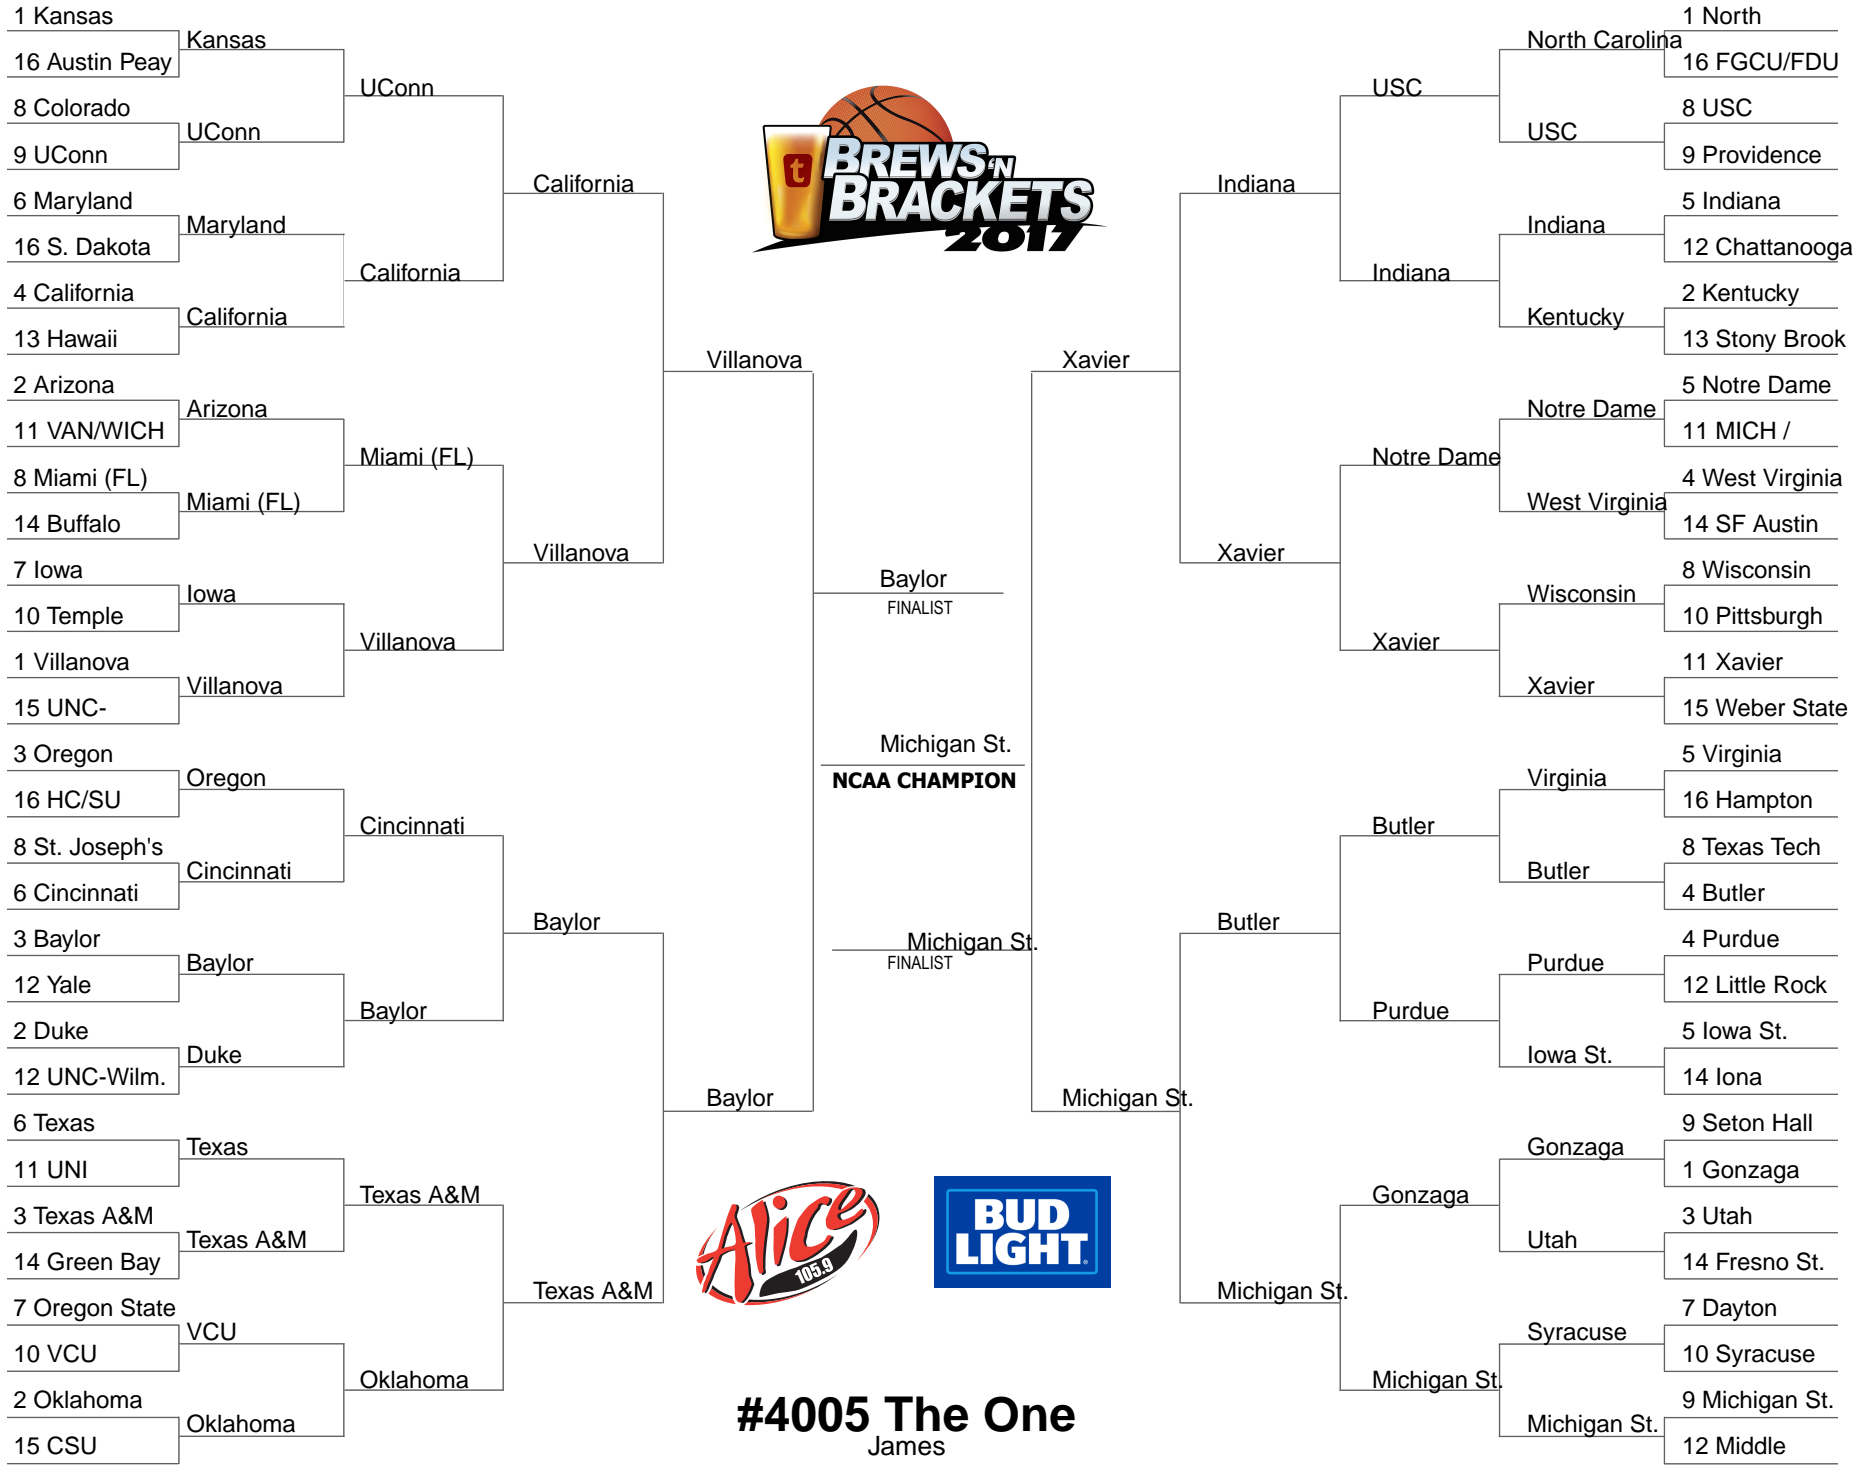 1 Kansas
16 Austin Peay
8 Colorado
9 UConn
6 Maryland
16 S. Dakota
4 California
13 Hawaii
2 Arizona
11 VAN/WICH
8 Miami (FL)
14 Buffalo
7 Iowa
10 Temple
1 Villanova
15 UNC-
3 Oregon
16 HC/SU
8 St. Joseph's
6 Cincinnati
3 Baylor
12 Yale
2 Duke
12 UNC-Wilm.
6 Texas
11 UNI
3 Texas A&M
14 Green Bay
7 Oregon State
10 VCU
2 Oklahoma
15 CSU
Kansas
UConn
Maryland
California
Arizona
Miami (FL)
Iowa
Villanova
Oregon
Cincinnati
Baylor
Duke
Texas
Texas A&M
VCU
Oklahoma
UConn
California
Miami (FL)
Villanova
Cincinnati
Baylor
Texas A&M
Oklahoma
California
Villanova
Baylor
Texas A&M
Villanova
Baylor
t
BREWS 'N
BRACKETS
2017
Baylor
FINALIST
Michigan St.
NCAA CHAMPION
Michigan St.
FINALIST
Alice
105.9
BUD
LIGHT
#4005 The One
James
Xavier
Michigan St.
Indiana
Xavier
Butler
Michigan St.
USC
Indiana
Notre Dame
Xavier
Butler
Purdue
Gonzaga
Michigan St.
North Carolina
USC
Indiana
Kentucky
Notre Dame
West Virginia
Wisconsin
Xavier
Virginia
Butler
Purdue
Iowa St.
Gonzaga
Utah
Syracuse
Michigan St.
1 North
16 FGCU/FDU
8 USC
9 Providence
5 Indiana
12 Chattanooga
2 Kentucky
13 Stony Brook
5 Notre Dame
11 MICH /
4 West Virginia
14 SF Austin
8 Wisconsin
10 Pittsburgh
11 Xavier
15 Weber State
5 Virginia
16 Hampton
8 Texas Tech
4 Butler
4 Purdue
12 Little Rock
5 Iowa St.
14 Iona
9 Seton Hall
1 Gonzaga
3 Utah
14 Fresno St.
7 Dayton
10 Syracuse
9 Michigan St.
12 Middle